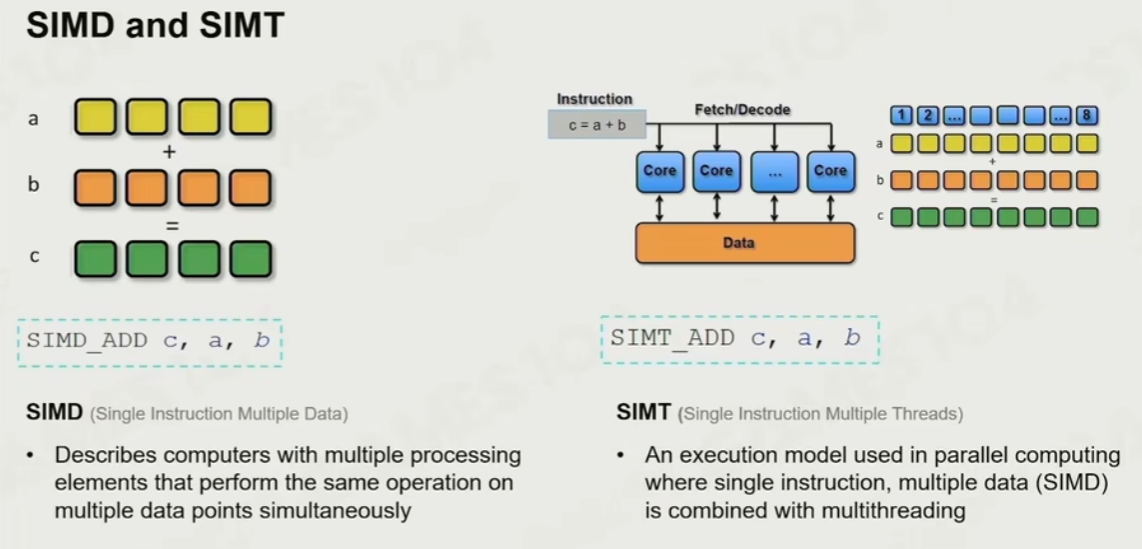 SIMD and SIMT
a
+
b
=
c
SIMD_ADD c, a, b
SIMD (Single Instruction Multiple Data)
• Describes computers with multiple processing
elements that perform the same operation on
multiple data points simultaneously
Instruction
c = a + b
Fetch/Decode
Core Core ... Core
Data
1 2 ... ... 8
a
+
b
=
c
SIMT_ADD c, a, b
SIMT (Single Instruction Multiple Threads)
• An execution model used in parallel computing
where single instruction, multiple data (SIMD)
is combined with multithreading